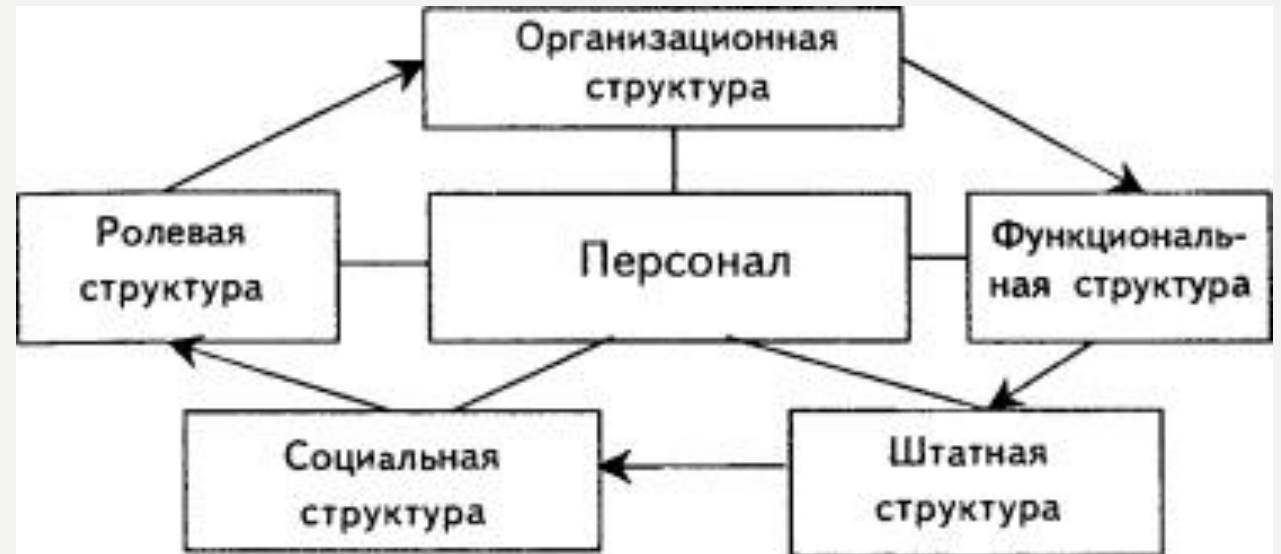 Организационная
структура
Ролевая
структура
Персонал
Функциональ-
ная структура
Социальная
структура
Штатная
структура